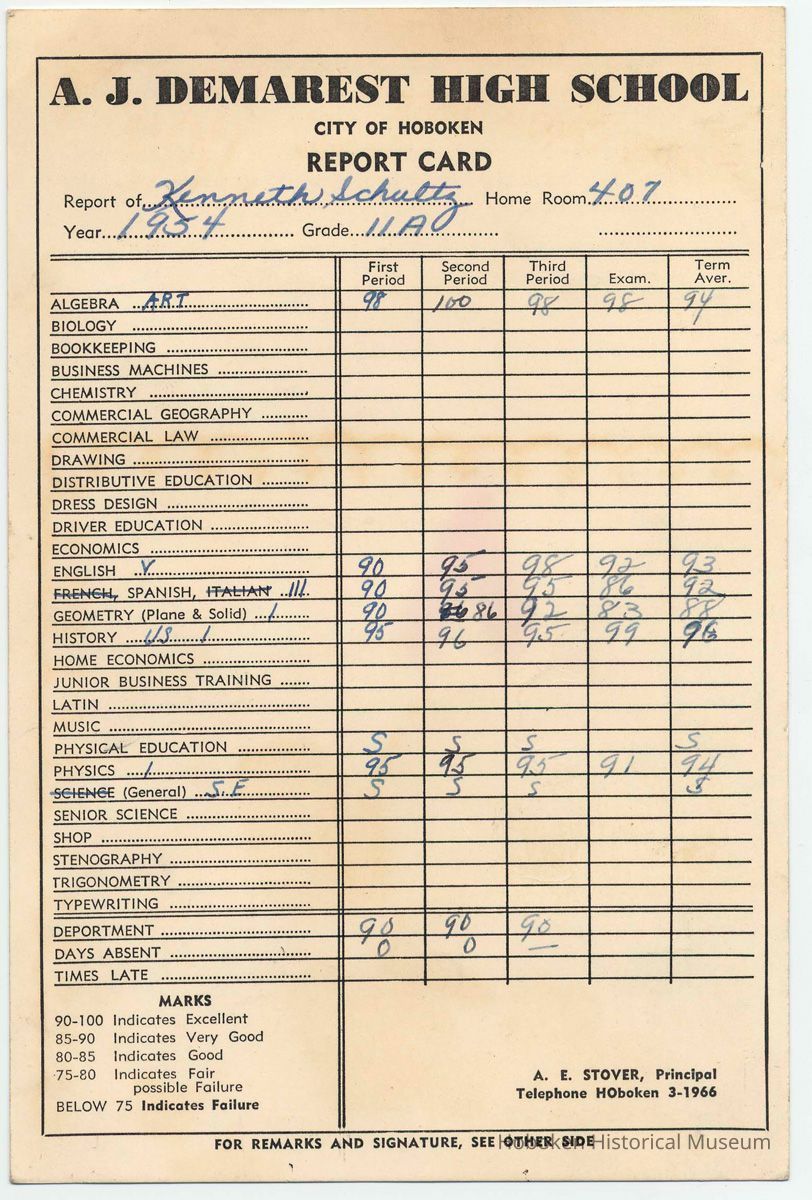 A. J. DEMAREST HIGH SCHOOL
CITY OF HOBOKEN
REPORT CARD
Report of Kenneth Schultz Home Room 407
Year 1954 Grade 11A
First Period Second Period Third Period Exam. Term Aver.
ALGEBRA ART 98 100 98 98 94
BIOLOGY
BOOKKEEPING
BUSINESS MACHINES
CHEMISTRY
COMMERCIAL GEOGRAPHY
COMMERCIAL LAW
DRAWING
DISTRIBUTIVE EDUCATION
DRESS DESIGN
DRIVER EDUCATION
ECONOMICS
ENGLISH V 90 95 98 92 93
FRENCH, SPANISH, ITALIAN III 90 95 95 86 92
GEOMETRY (Plane & Solid) 1 90 86 92 83 88
HISTORY US 1 95 96 95 99 96
HOME ECONOMICS
JUNIOR BUSINESS TRAINING
LATIN
MUSIC
PHYSICAL EDUCATION S S S S
PHYSICS 1 95 95 95 91 94
SCIENCE (General) S.E S S S S
SENIOR SCIENCE
SHOP
STENOGRAPHY
TRIGONOMETRY
TYPEWRITING
DEPORTMENT 90 90 90
DAYS ABSENT 0 0 —
TIMES LATE
MARKS
90-100 Indicates Excellent
85-90 Indicates Very Good
80-85 Indicates Good
75-80 Indicates Fair
possible Failure
BELOW 75 Indicates Failure
A. E. STOVER, Principal
Telephone HOboken 3-1966
FOR REMARKS AND SIGNATURE, SEE OTHER SIDE
Hoboken Historical Museum